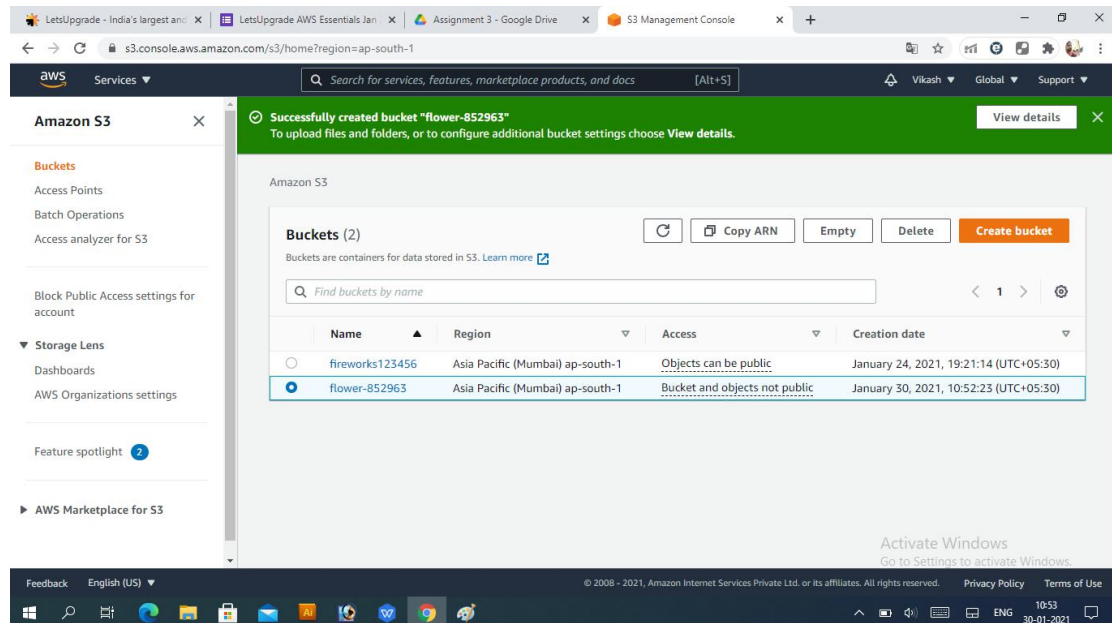 LetsUpgrade - India's largest and
LetsUpgrade AWS Essentials Jan
Assignment 3 - Google Drive
S3 Management Console
s3.console.aws.amazon.com/s3/home?region=ap-south-1
aws
Services
Search for services, features, marketplace products, and docs
[Alt+S]
Vikash
Global
Support
Amazon S3
Successfully created bucket "flower-852963"
To upload files and folders, or to configure additional bucket settings choose View details.
View details
Buckets
Access Points
Batch Operations
Access analyzer for S3
Block Public Access settings for
account
Storage Lens
Dashboards
AWS Organizations settings
Feature spotlight 2
AWS Marketplace for S3
Amazon S3
Buckets (2)
Copy ARN
Empty
Delete
Create bucket
Buckets are containers for data stored in S3. Learn more
Find buckets by name
1
Name Region Access Creation date
fireworks123456 Asia Pacific (Mumbai) ap-south-1 Objects can be public January 24, 2021, 19:21:14 (UTC+05:30)
flower-852963 Asia Pacific (Mumbai) ap-south-1 Bucket and objects not public January 30, 2021, 10:52:23 (UTC+05:30)
Activate Windows
Go to Settings to activate Windows.
Feedback
English (US)
© 2008 - 2021, Amazon Internet Services Private Ltd. or its affiliates. All rights reserved.
Privacy Policy
Terms of Use
Ai
ENG
10:53
30-01-2021